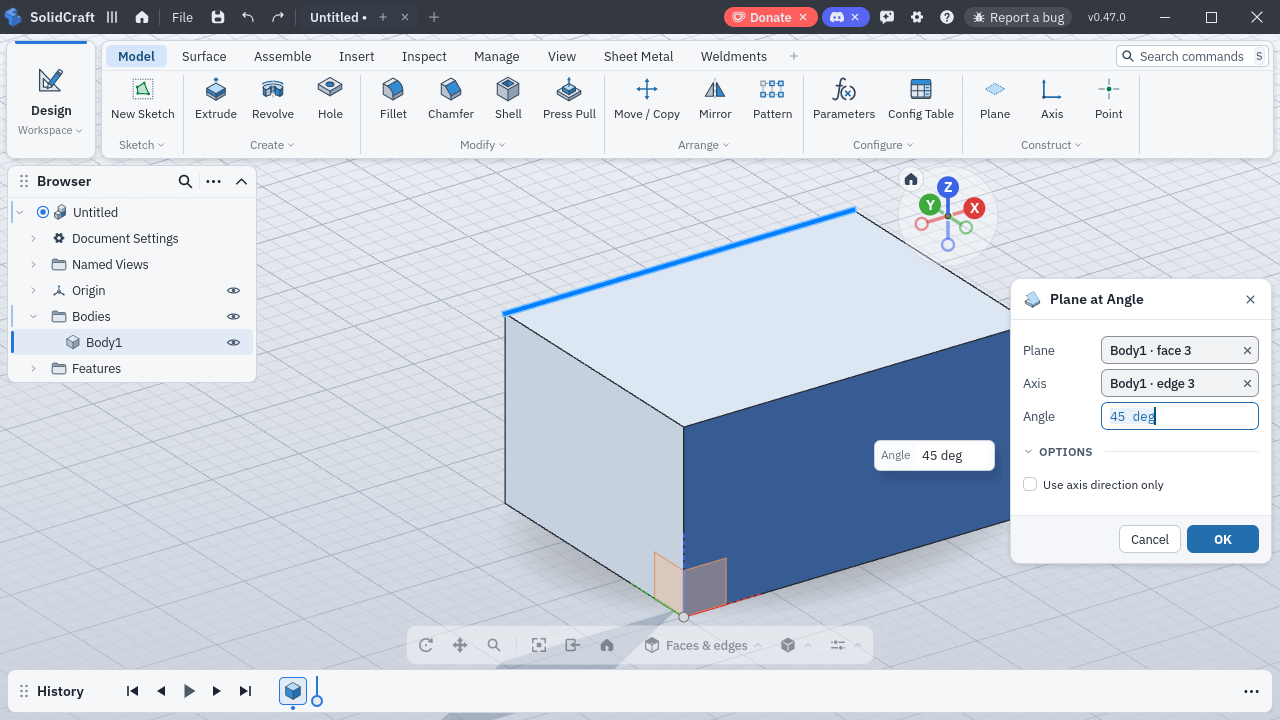 SolidCraft
File
Untitled •
Donate
Report a bug
v0.47.0
Design
Workspace
Model
Surface
Assemble
Insert
Inspect
Manage
View
Sheet Metal
Weldments
Search commands
S
New Sketch
Extrude
Revolve
Hole
Fillet
Chamfer
Shell
Press Pull
Move / Copy
Mirror
Pattern
Parameters
Config Table
Plane
Axis
Point
Sketch
Create
Modify
Arrange
Configure
Construct
Browser
Untitled
Document Settings
Named Views
Origin
Bodies
Body1
Features
Z
Y
X
Plane at Angle
Plane
Body1 · face 3
Axis
Body1 · edge 3
Angle
45 deg
OPTIONS
Use axis direction only
Cancel
OK
Angle 45 deg
Faces & edges
History